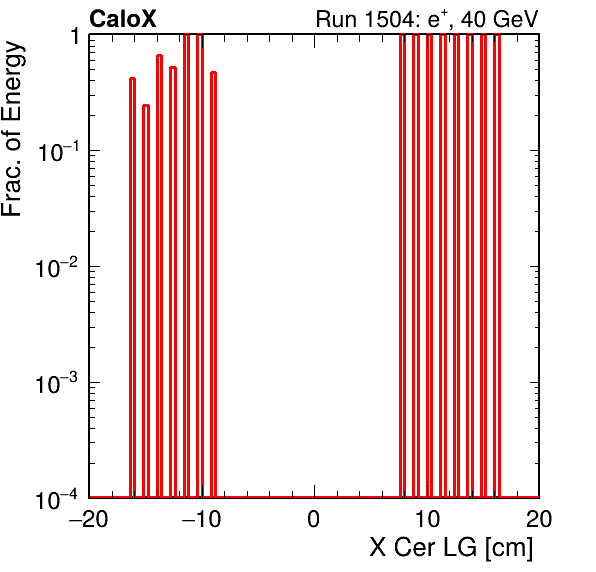 CaloX Run 1504: e⁺, 40 GeV
Frac. of Energy
1
10⁻¹
10⁻²
10⁻³
10⁻⁴
−20 −10 0 10 20
X Cer LG [cm]